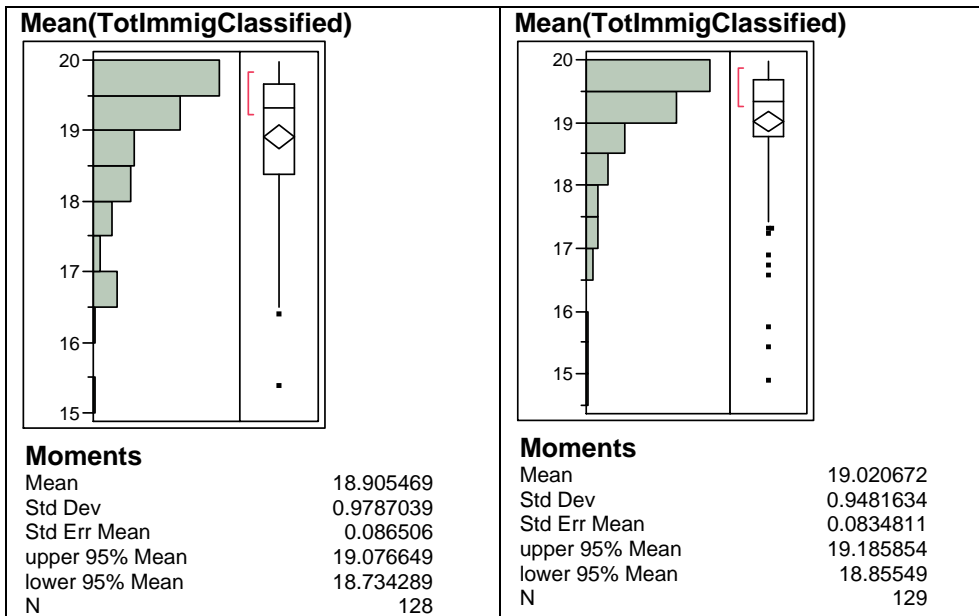 Mean(TotImmigClassified)
20
19
18
17
16
15
Moments
Mean 18.905469
Std Dev 0.9787039
Std Err Mean 0.086506
upper 95% Mean 19.076649
lower 95% Mean 18.734289
N 128
Mean(TotImmigClassified)
20
19
18
17
16
15
Moments
Mean 19.020672
Std Dev 0.9481634
Std Err Mean 0.0834811
upper 95% Mean 19.185854
lower 95% Mean 18.85549
N 129